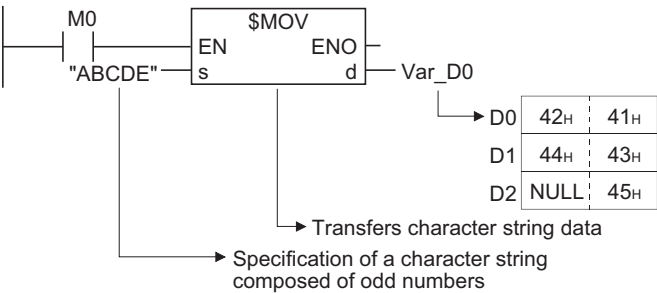 M0
$MOV
EN ENO
"ABCDE" s d Var_D0
D0 42H 41H
D1 44H 43H
D2 NULL 45H
Transfers character string data
Specification of a character string
composed of odd numbers